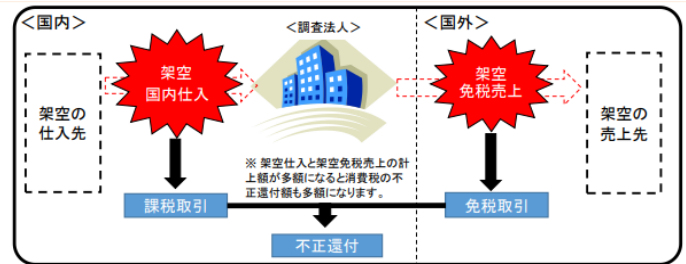 ＜国内＞
＜調査法人＞
＜国外＞
架空の
仕入先
架空
国内仕入
架空
免税売上
架空の
売上先
※ 架空仕入と架空免税売上の計
上額が多額になると消費税の不
正還付額も多額になります。
課税取引
免税取引
不正還付